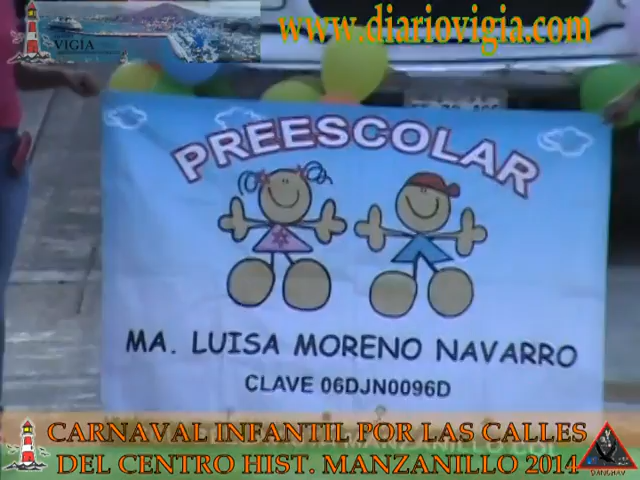 VIGIA
www.diariovigia.com
PREESCOLAR
MA. LUISA MORENO NAVARRO
CLAVE 06DJN0096D
CARNAVAL INFANTIL POR LAS CALLES
DEL CENTRO HIST. MANZANILLO 2014
DANCHAV